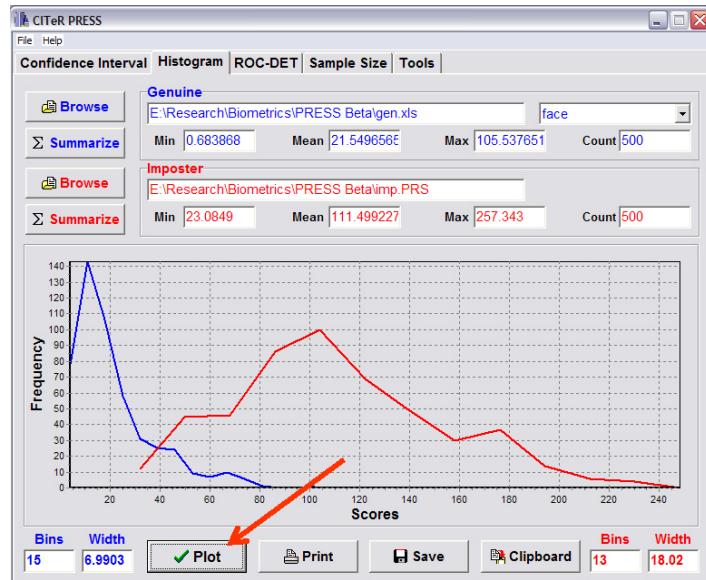 CITeR PRESS
File Help
Confidence Interval Histogram ROC-DET Sample Size Tools
Genuine
Browse E:\Research\Biometrics\PRESS Beta\gen.xls face
Σ Summarize Min 0.683868 Mean 21.5496565 Max 105.537651 Count 500
Imposter
Browse E:\Research\Biometrics\PRESS Beta\imp.PRS
Σ Summarize Min 23.0849 Mean 111.499227 Max 257.343 Count 500
140
130
120
110
100
90
80
70
60
50
40
30
20
10
0
Frequency
20 40 60 80 100 120 140 160 180 200 220 240
Scores
Bins Width Bins Width
15 6.9903 Plot Print Save Clipboard 13 18.02